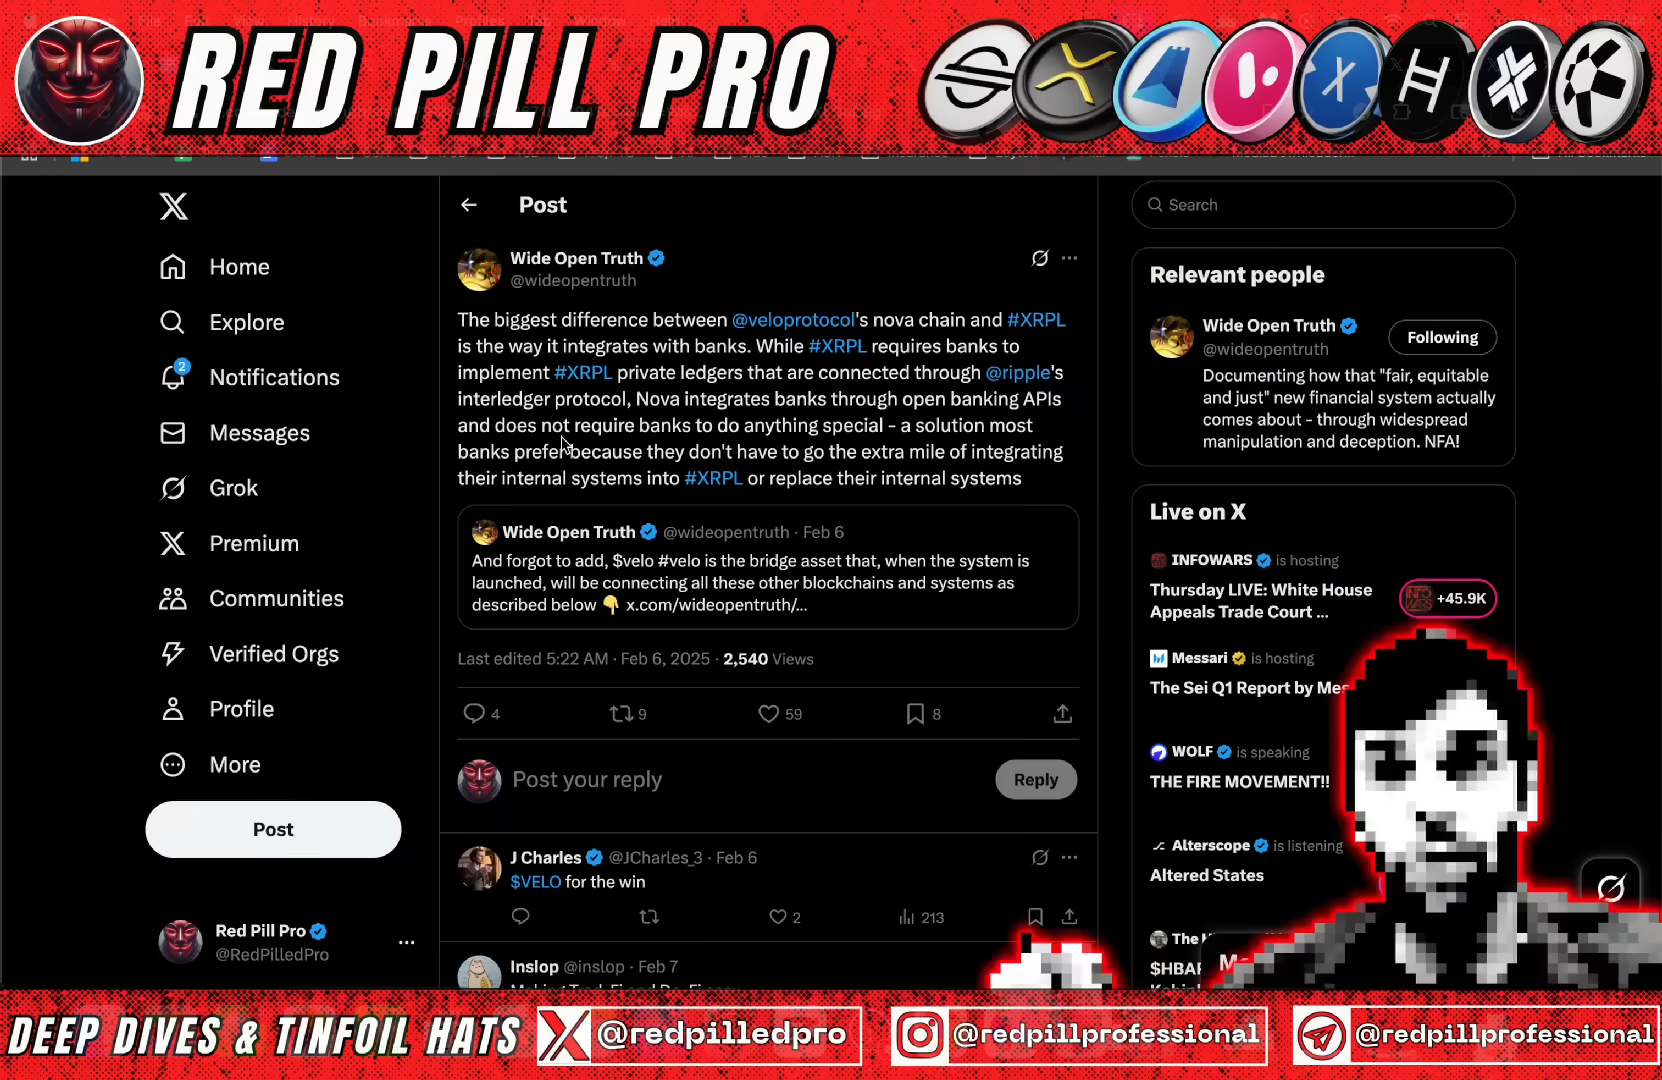 RED PILL PRO
Post
Search
Home
Explore
2
Notifications
Messages
Grok
Premium
Communities
Verified Orgs
Profile
More
Post
Red Pill Pro
@RedPilledPro
Wide Open Truth
@wideopentruth
The biggest difference between @veloprotocol's nova chain and #XRPL
is the way it integrates with banks. While #XRPL requires banks to
implement #XRPL private ledgers that are connected through @ripple's
interledger protocol, Nova integrates banks through open banking APIs
and does not require banks to do anything special - a solution most
banks prefer because they don't have to go the extra mile of integrating
their internal systems into #XRPL or replace their internal systems
Wide Open Truth @wideopentruth · Feb 6
And forgot to add, $velo #velo is the bridge asset that, when the system is
launched, will be connecting all these other blockchains and systems as
described below 👇 x.com/wideopentruth/...
Last edited 5:22 AM · Feb 6, 2025 · 2,540 Views
4 9 59 8
Post your reply
Reply
J Charles @JCharles_3 · Feb 6
$VELO for the win
2 213
Inslop @inslop · Feb 7
Relevant people
Wide Open Truth
@wideopentruth
Following
Documenting how that "fair, equitable
and just" new financial system actually
comes about - through widespread
manipulation and deception. NFA!
Live on X
INFOWARS is hosting
Thursday LIVE: White House
Appeals Trade Court ...
+45.9K
Messari is hosting
The Sei Q1 Report by Mes
WOLF is speaking
THE FIRE MOVEMENT!!
Alterscope is listening
Altered States
The
$HBAR
DEEP DIVES & TINFOIL HATS
@redpilledpro
@redpillprofessional
@redpillprofessional